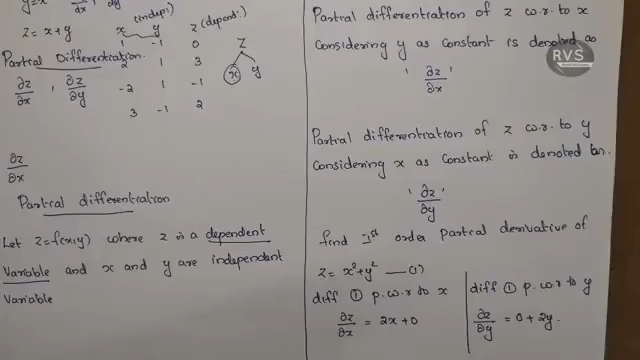 y=x
dx
dy
(indep:)
z = x+y
x y z (depend:)
1 -1 0
2 1 3
-2 1 -1
3 -1 2
z
x y
Partial Differentiation.
∂z/∂x , ∂z/∂y
∂z/∂x
Partial differentiation
Let z=f(x,y) where z is a dependent
Variable and x and y are independent
Variable
Partial differentiation of z w.r.to x
considering y as constant is denoted as
RVS
' ∂z/∂x '
Partial differentiation of z w.r.to y
considering x as constant is denoted as
' ∂z/∂y '
find Ist order partial derivative of
z = x²+y² — (1)
diff ① p.w.r to x
∂z/∂x = 2x+0
diff ① p.w.r to y
∂z/∂y = 0+2y.